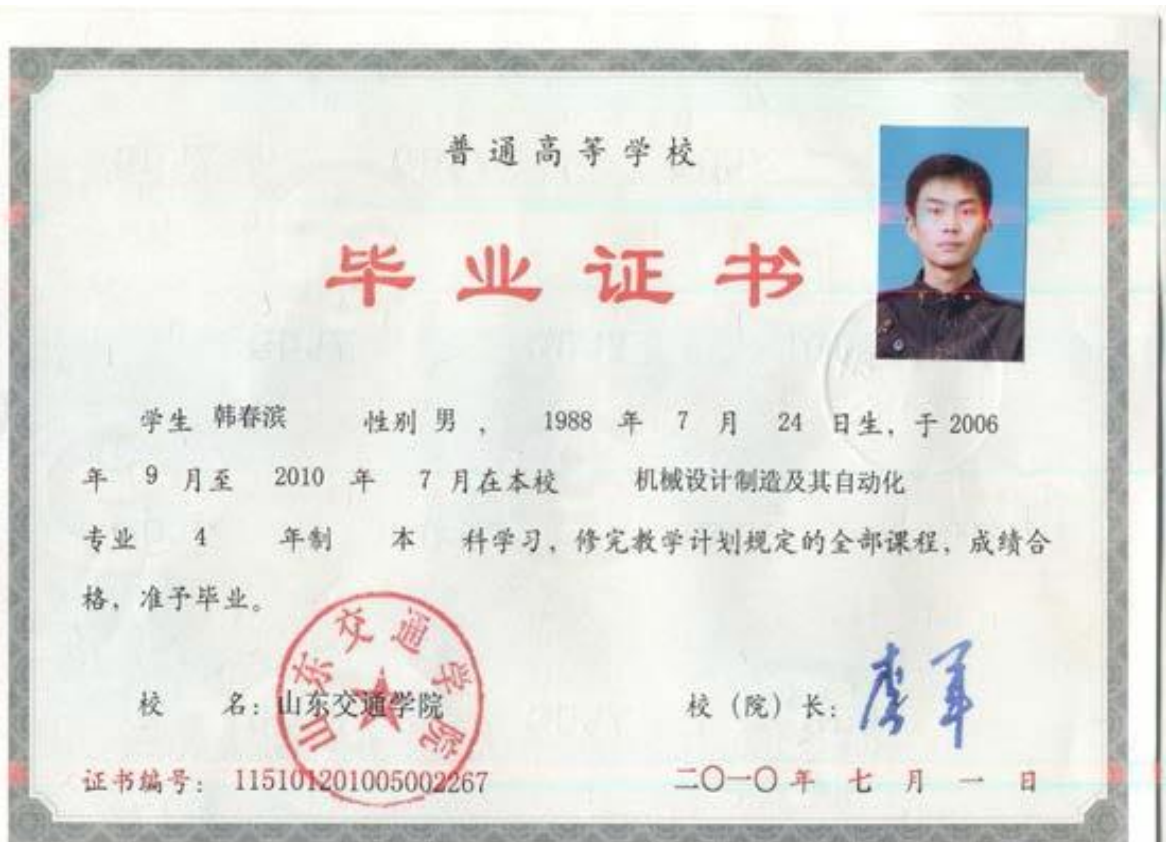 普通高等学校
毕业证书
学生 韩春滨 性别 男 , 1988 年 7 月 24 日生, 于 2006
年 9 月至 2010 年 7 月在本校 机械设计制造及其自动化
专业 4 年制 本 科学习, 修完教学计划规定的全部课程, 成绩合
格, 准予毕业。
山东交通学院
校 名: 山东交通学院 校 (院) 长:
证书编号: 115101201005002267 二〇一〇 年 七 月 一 日